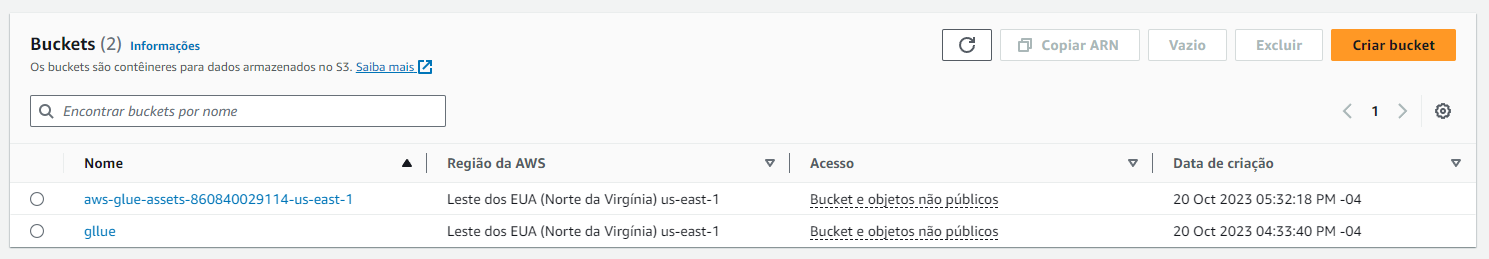 Buckets (2) Informações
Os buckets são contêineres para dados armazenados no S3. Saiba mais
Copiar ARN Vazio Excluir Criar bucket
Encontrar buckets por nome
1
Nome Região da AWS Acesso Data de criação
aws-glue-assets-860840029114-us-east-1 Leste dos EUA (Norte da Virgínia) us-east-1 Bucket e objetos não públicos 20 Oct 2023 05:32:18 PM -04
gllue Leste dos EUA (Norte da Virgínia) us-east-1 Bucket e objetos não públicos 20 Oct 2023 04:33:40 PM -04